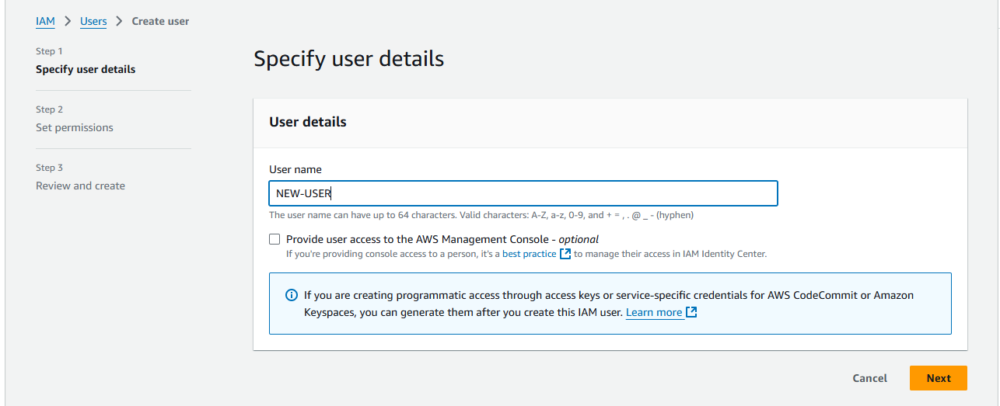 IAM > Users > Create user
Step 1
Specify user details
Step 2
Set permissions
Step 3
Review and create
Specify user details
User details
User name
NEW-USER
The user name can have up to 64 characters. Valid characters: A-Z, a-z, 0-9, and + = , . @ _ - (hyphen)
Provide user access to the AWS Management Console - optional
If you're providing console access to a person, it's a best practice to manage their access in IAM Identity Center.
If you are creating programmatic access through access keys or service-specific credentials for AWS CodeCommit or Amazon
Keyspaces, you can generate them after you create this IAM user. Learn more
Cancel Next